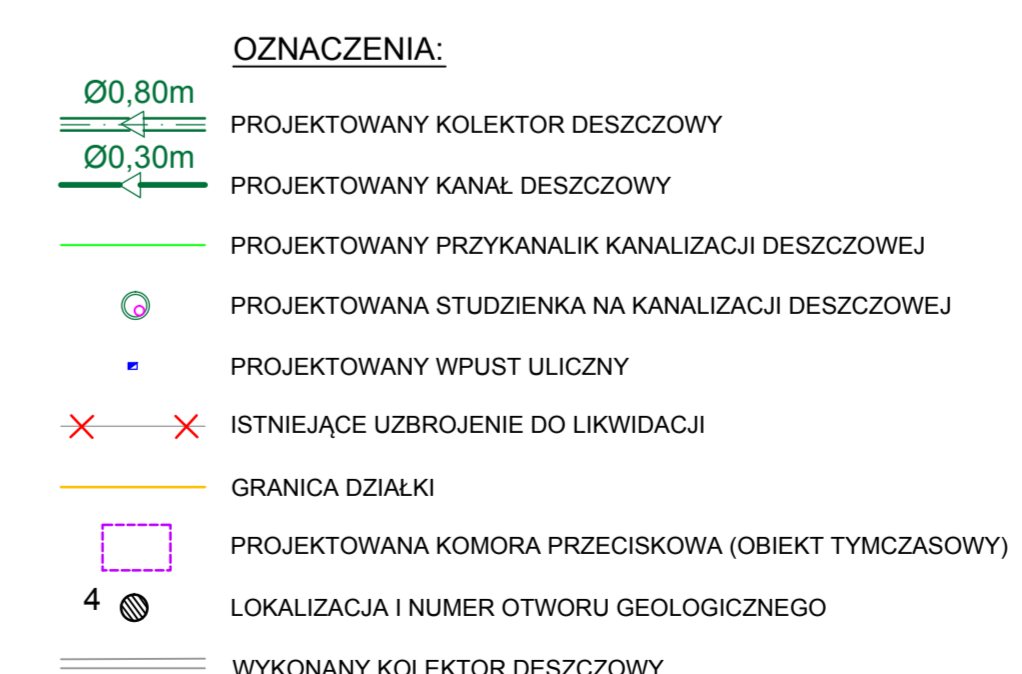 OZNACZENIA:
Ø0,80m
PROJEKTOWANY KOLEKTOR DESZCZOWY
Ø0,30m
PROJEKTOWANY KANAŁ DESZCZOWY
PROJEKTOWANY PRZYKANALIK KANALIZACJI DESZCZOWEJ
PROJEKTOWANA STUDZIENKA NA KANALIZACJI DESZCZOWEJ
PROJEKTOWANY WPUST ULICZNY
ISTNIEJĄCE UZBROJENIE DO LIKWIDACJI
GRANICA DZIAŁKI
PROJEKTOWANA KOMORA PRZECISKOWA (OBIEKT TYMCZASOWY)
4 LOKALIZACJA I NUMER OTWORU GEOLOGICZNEGO
WYKONANY KOLEKTOR DESZCZOWY